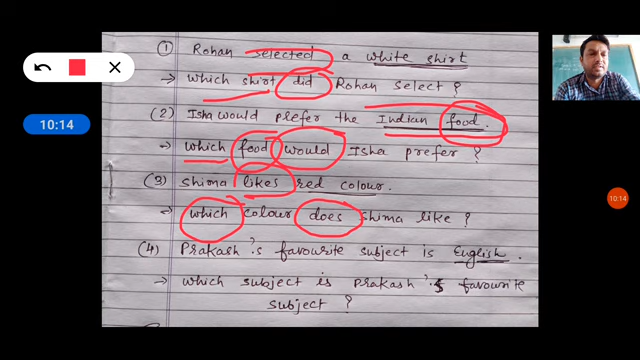 ① Rohan selected a white shirt
→ which shirt did Rohan select?
(2) Isha would prefer the Indian food.
→ which food would Isha prefer?
(3) Shima likes red colour.
→ which colour does Shima like?
(4) Prakash's favourite subject is English.
→ which subject is Prakash's favourite
subject?
10:14
10:14